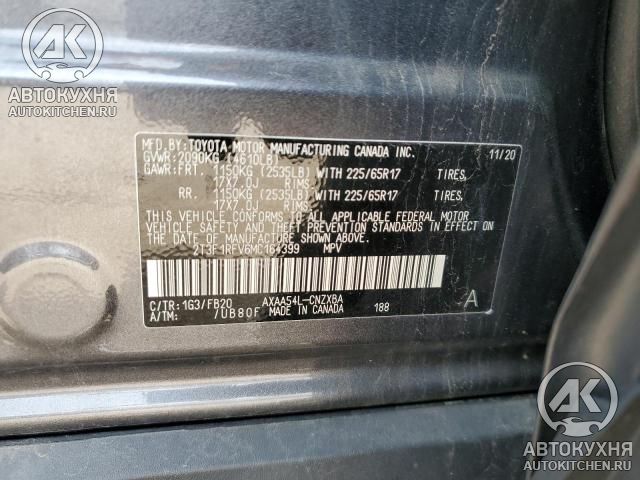 АК
АВТОКУХНЯ
AUTOKITCHEN.RU
MFD.BY: TOYOTA MOTOR MANUFACTURING CANADA INC. 11/20
GVWR: 2090KG (4610LB)
GAWR: FRT. 1150KG (2535LB) WITH 225/65R17 TIRES,
17X7.0J RIMS
RR. 1150KG (2535LB) WITH 225/65R17 TIRES,
17X7.0J RIMS
THIS VEHICLE CONFORMS TO ALL APPLICABLE FEDERAL MOTOR
VEHICLE SAFETY AND THEFT PREVENTION STANDARDS IN EFFECT ON
THE DATE OF MANUFACTURE SHOWN ABOVE.
2T3F1RFV6MC164399 MPV
C/TR: 1G3/FB20 AXAA54L-CNZXBA A
A/TM: /UB80F MADE IN CANADA 188
АК
АВТОКУХНЯ
AUTOKITCHEN.RU